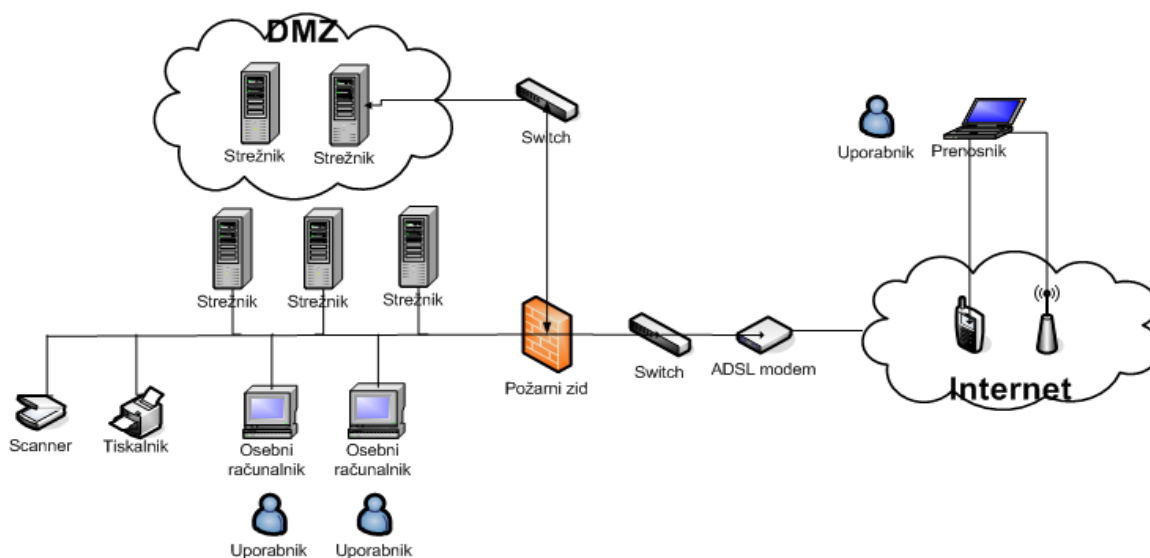 DMZ
Strežnik
Strežnik
Switch
Uporabnik
Prenosnik
Strežnik
Strežnik
Strežnik
Požarni zid
Switch
ADSL modem
Internet
Scanner
Tiskalnik
Osebni
računalnik
Osebni
računalnik
Uporabnik
Uporabnik